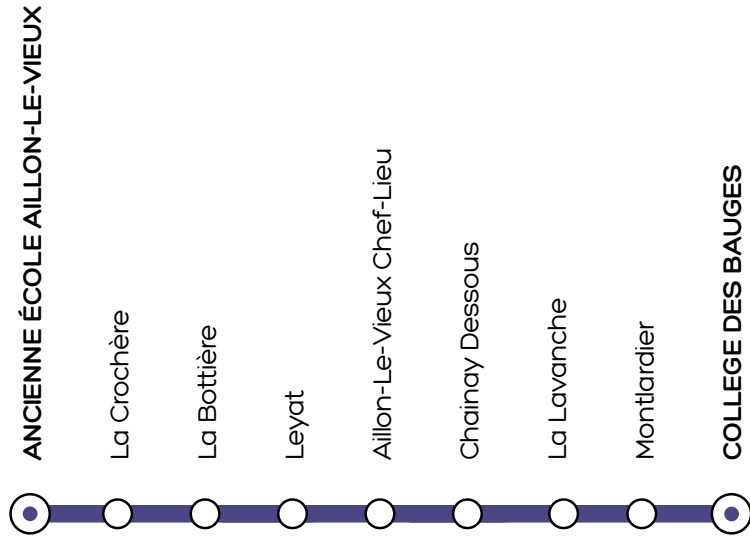 ANCIENNE ÉCOLE AILLON-LE-VIEUX
La Crochère
La Bottière
Leyat
Aillon-Le-Vieux Chef-Lieu
Chainay Dessous
La Lavanche
Montlardier
COLLEGE DES BAUGES